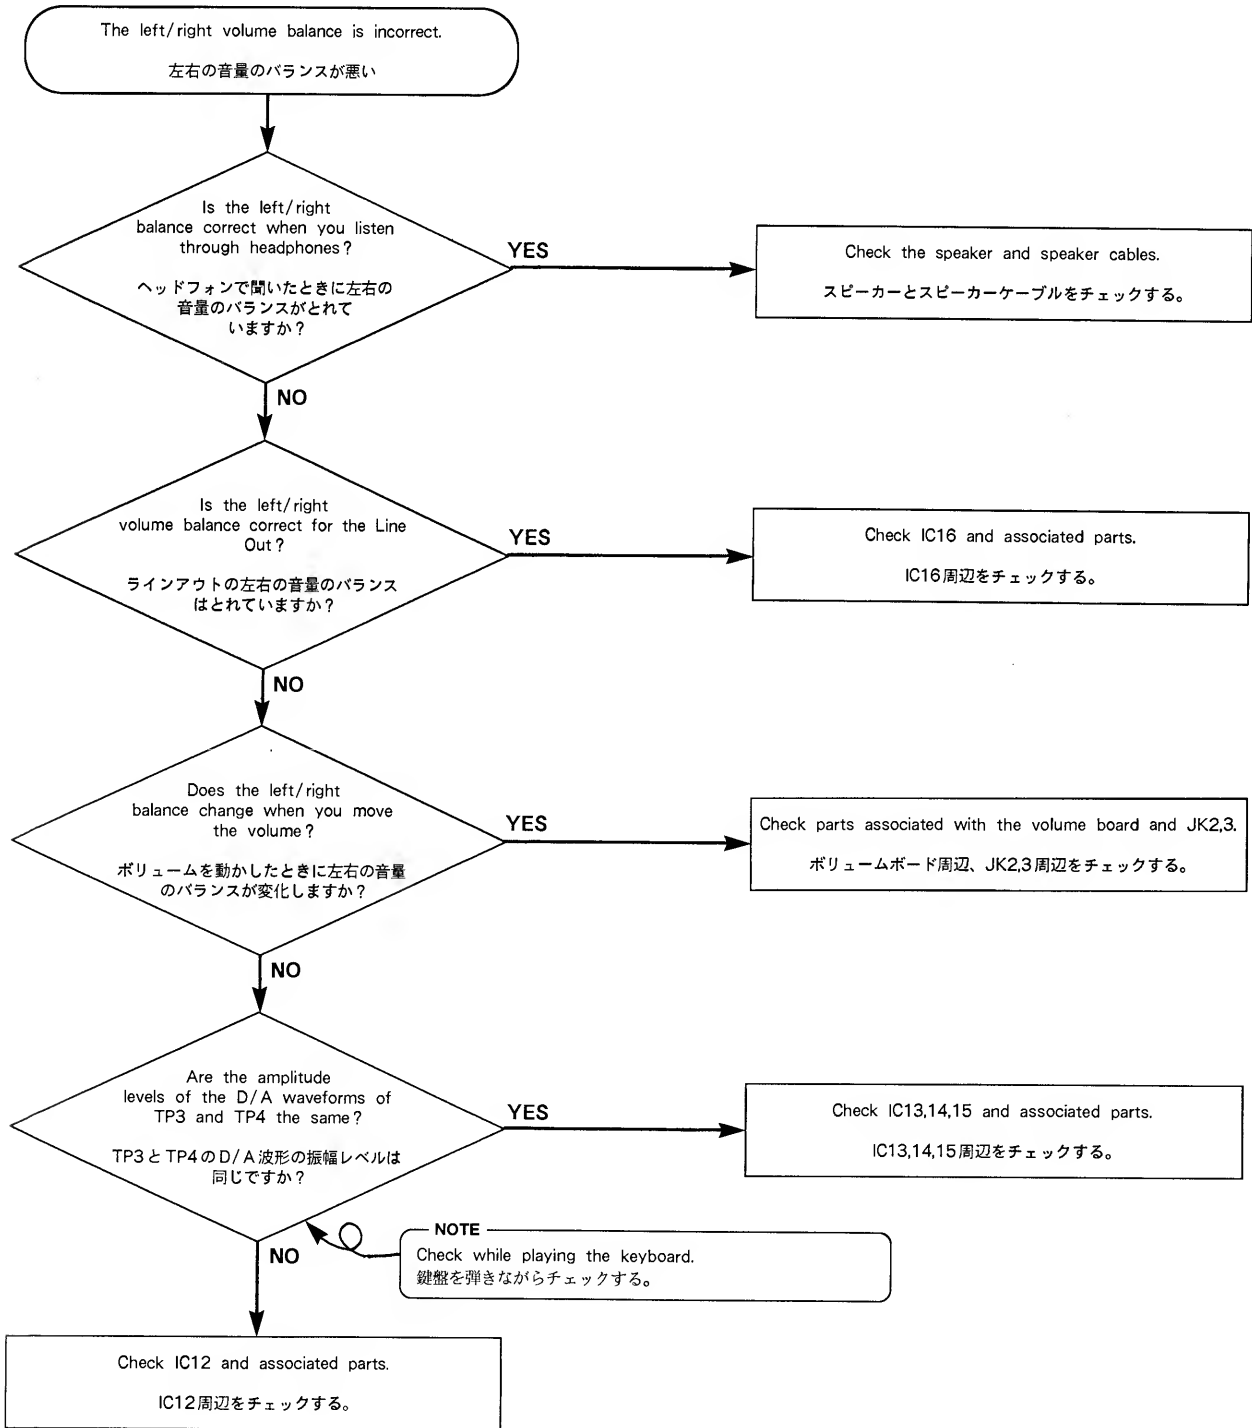 The left/right volume balance is incorrect.
左右の音量のバランスが悪い
Is the left/right
balance correct when you listen
through headphones?
ヘッドフォンで聞いたときに左右の
音量のバランスがとれて
いますか？
YES
Check the speaker and speaker cables.
スピーカーとスピーカーケーブルをチェックする。
NO
Is the left/right
volume balance correct for the Line
Out?
ラインアウトの左右の音量のバランス
はとれていますか？
YES
Check IC16 and associated parts.
IC16周辺をチェックする。
NO
Does the left/right
balance change when you move
the volume?
ボリュームを動かしたときに左右の音量
のバランスが変化しますか？
YES
Check parts associated with the volume board and JK2,3.
ボリュームボード周辺、JK2,3周辺をチェックする。
NO
Are the amplitude
levels of the D/A waveforms of
TP3 and TP4 the same?
TP3とTP4のD/A波形の振幅レベルは
同じですか？
YES
Check IC13,14,15 and associated parts.
IC13,14,15周辺をチェックする。
NO
NOTE
Check while playing the keyboard.
鍵盤を弾きながらチェックする。
Check IC12 and associated parts.
IC12周辺をチェックする。